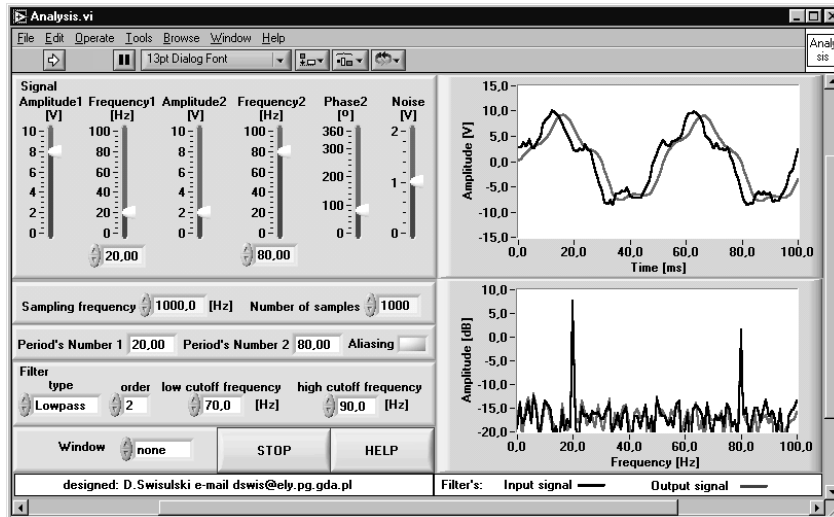 Analysis.vi
File Edit Operate Tools Browse Window Help
13pt Dialog Font
Analy
sis
Signal
Amplitude1 Frequency1 Amplitude2 Frequency2 Phase2 Noise
[V] [Hz] [V] [Hz] [º] [V]
10 100 10 100 360 2
8 80 8 80 300
6 60 6 60 200 1
4 40 4 40
2 20 2 20 100
0 0 0 0 0 0
20,00 80,00
Sampling frequency 1000,0 [Hz] Number of samples 1000
Period's Number 1 20,00 Period's Number 2 80,00 Aliasing
Filter
type order low cutoff frequency high cutoff frequency
Lowpass 2 70,0 [Hz] 90,0 [Hz]
Window none STOP HELP
designed: D.Swisulski e-mail dswis@ely.pg.gda.pl
Amplitude [V]
15,0
10,0
5,0
0,0
-5,0
-10,0
-15,0
0,0 20,0 40,0 60,0 80,0 100,0
Time [ms]
Amplitude [dB]
10,0
5,0
0,0
-5,0
-10,0
-15,0
-20,0
0,0 20,0 40,0 60,0 80,0 100,0
Frequency [Hz]
Filter's: Input signal Output signal